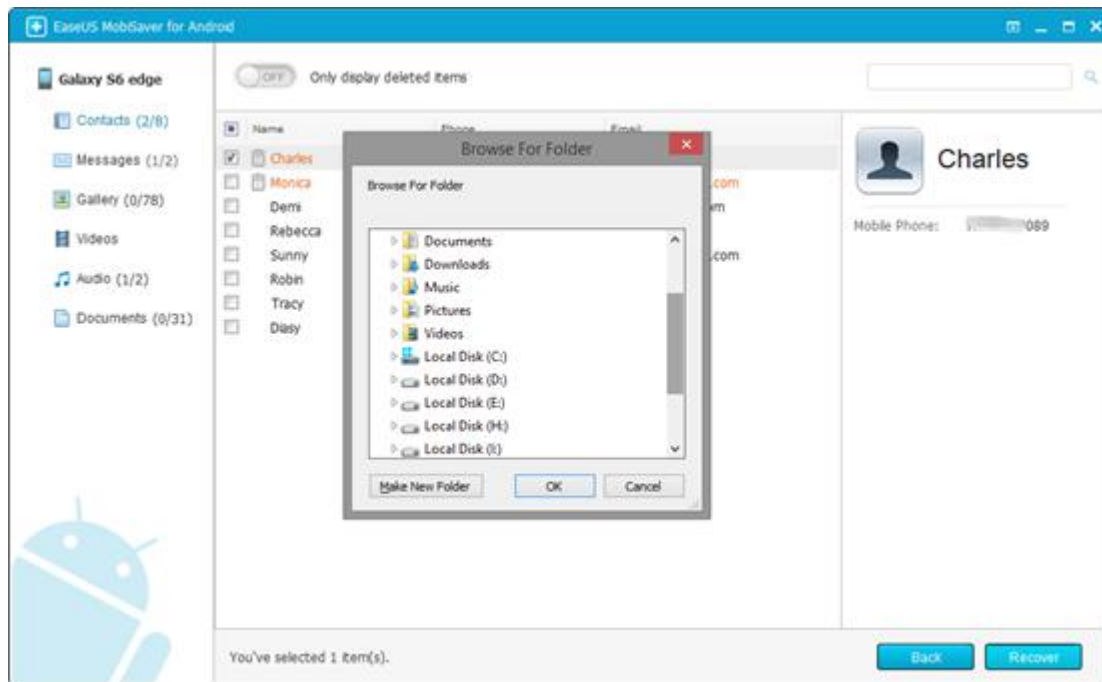 EaseUS MobiSaver for Android
Galaxy S6 edge
Contacts (2/8)
Messages (1/2)
Gallery (0/78)
Videos
Audio (1/2)
Documents (0/31)
OFF Only display deleted items
Name Phone Email
Charles
Monica .com
Demi om
Rebecca
Sunny .com
Robin
Tracy
Diasy
Browse For Folder
Browse For Folder
Documents
Downloads
Music
Pictures
Videos
Local Disk (C:)
Local Disk (D:)
Local Disk (E:)
Local Disk (H:)
Local Disk (I:)
Make New Folder OK Cancel
Charles
Mobile Phone: 089
You've selected 1 item(s).
Back Recover